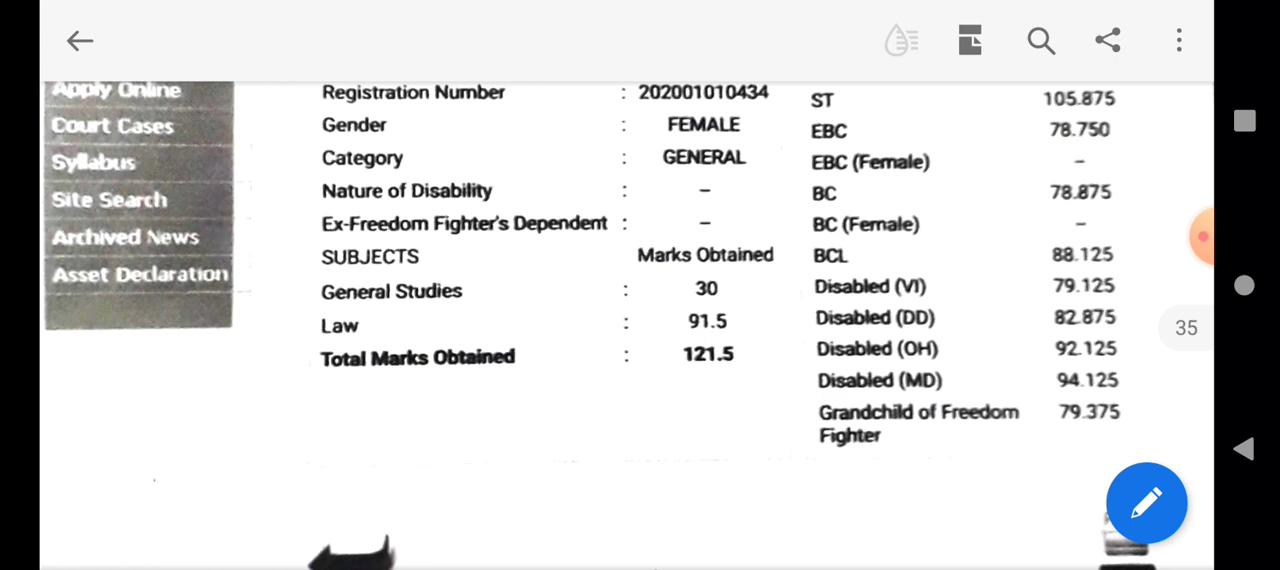 Apply Online
Court Cases
Syllabus
Site Search
Archived News
Asset Declaration
Registration Number : 202001010434
Gender : FEMALE
Category : GENERAL
Nature of Disability : –
Ex-Freedom Fighter's Dependent : –
SUBJECTS Marks Obtained
General Studies : 30
Law : 91.5
Total Marks Obtained : 121.5
ST 105.875
EBC 78.750
EBC (Female) –
BC 78.875
BC (Female) –
BCL 88.125
Disabled (VI) 79.125
Disabled (DD) 82.875
Disabled (OH) 92.125
Disabled (MD) 94.125
Grandchild of Freedom 79.375
Fighter
35